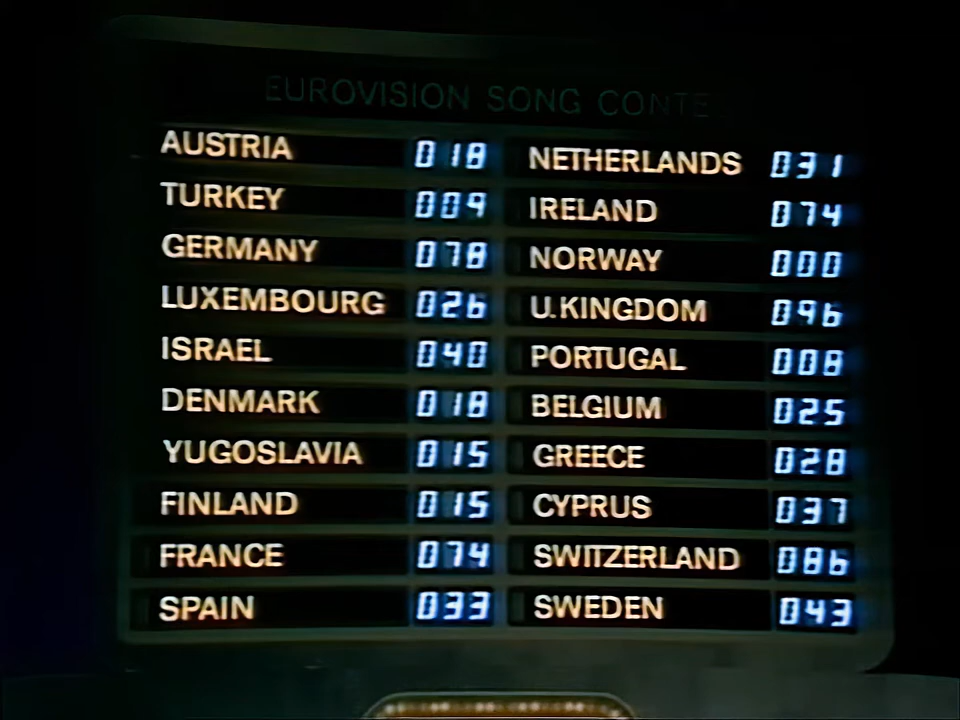 EUROVISION SONG CONTE
AUSTRIA 018
TURKEY 009
GERMANY 078
LUXEMBOURG 026
ISRAEL 040
DENMARK 018
YUGOSLAVIA 015
FINLAND 015
FRANCE 074
SPAIN 033
NETHERLANDS 031
IRELAND 074
NORWAY 000
U.KINGDOM 096
PORTUGAL 008
BELGIUM 025
GREECE 028
CYPRUS 037
SWITZERLAND 086
SWEDEN 043